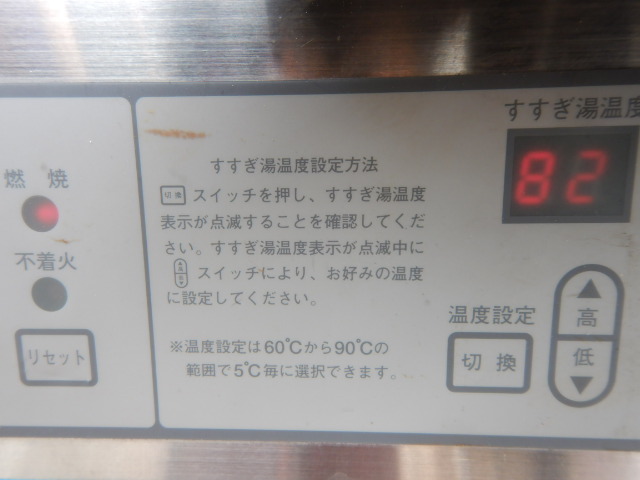 すすぎ湯温度
82
燃焼
不着火
リセット
すすぎ湯温度設定方法
切換 スイッチを押し、すすぎ湯温度
表示が点滅することを確認してくだ
さい。すすぎ湯温度表示が点滅中に
高低 スイッチにより、お好みの温度
に設定してください。
※温度設定は60℃から90℃の
範囲で5℃毎に選択できます。
温度設定
切換
▲
高
低
▼